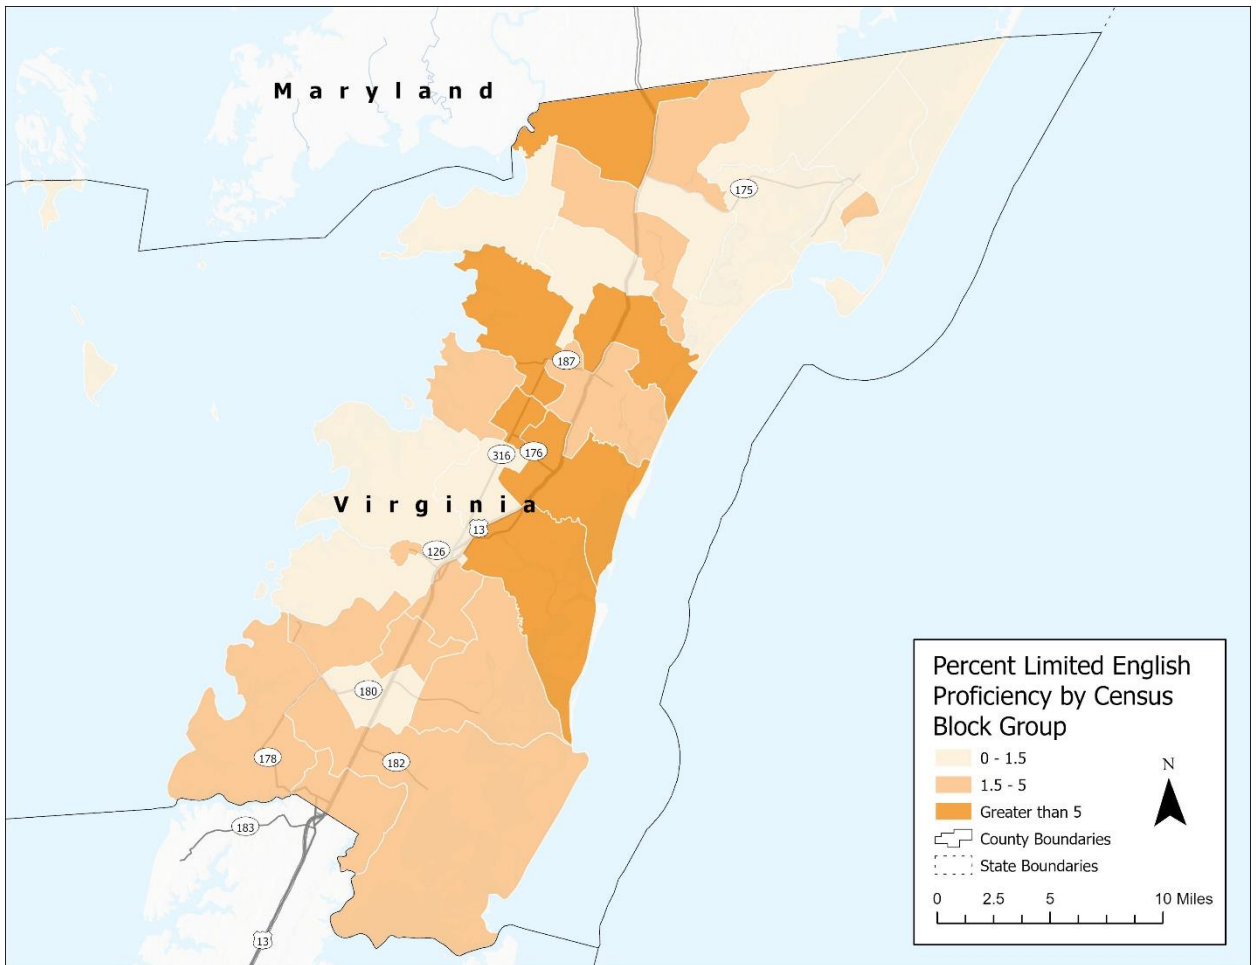 Maryland
175
187
316
176
Virginia
13
126
180
178
182
183
13
Percent Limited English
Proficiency by Census
Block Group
0 - 1.5
1.5 - 5
Greater than 5
County Boundaries
State Boundaries
N
0 2.5 5 10 Miles